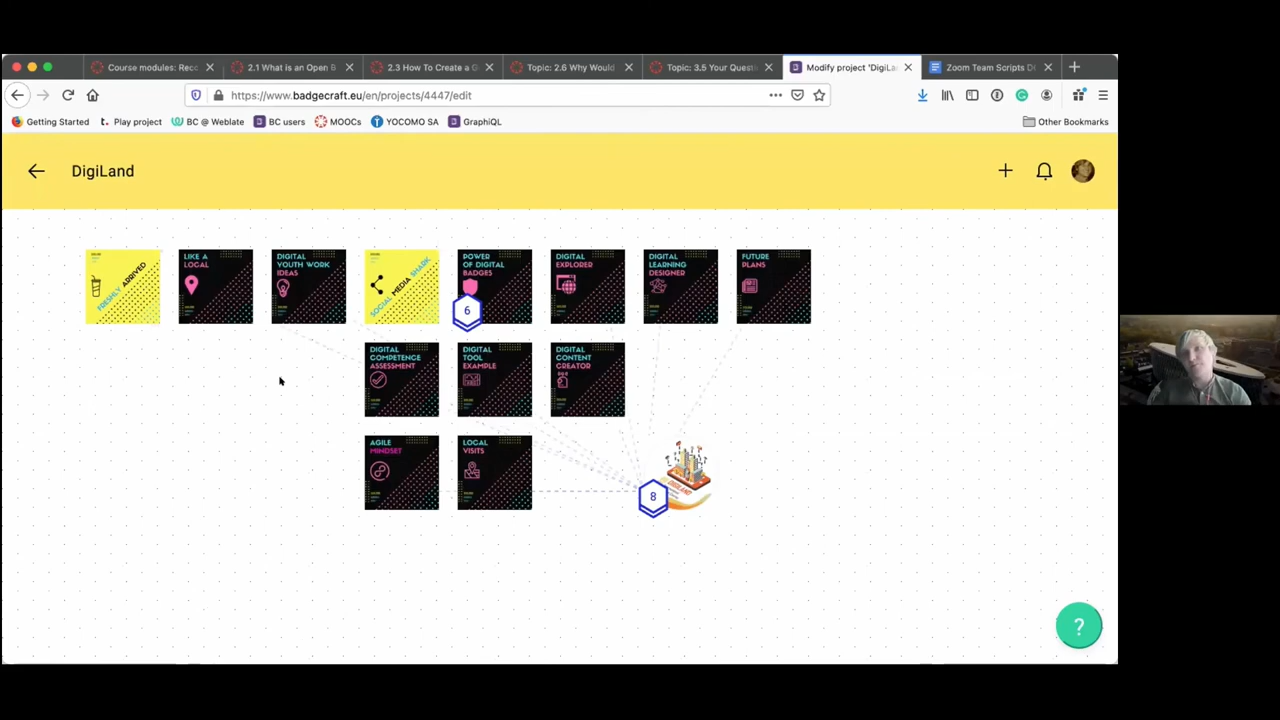 Course modules: Reco
2.1 What is an Open B
2.3 How To Create a G
Topic: 2.6 Why Would
Topic: 3.5 Your Quest
Modify project "DigiLa
Zoom Team Scripts D
https://www.badgecraft.eu/en/projects/4447/edit
Getting Started
Play project
BC @ Weblate
BC users
MOOCs
YOCOMO SA
GraphiQL
Other Bookmarks
DigiLand
FRESHLY ARRIVED
LIKE A
LOCAL
DIGITAL
YOUTH WORK
IDEAS
SOCIAL MEDIA SHARK
POWER
OF DIGITAL
BADGES
6
DIGITAL
EXPLORER
DIGITAL
LEARNING
DESIGNER
FUTURE
PLANS
DIGITAL
COMPETENCE
ASSESSMENT
DIGITAL
TOOL
EXAMPLE
DIGITAL
CONTENT
CREATOR
AGILE
MINDSET
LOCAL
VISITS
DIGILAND
8
?